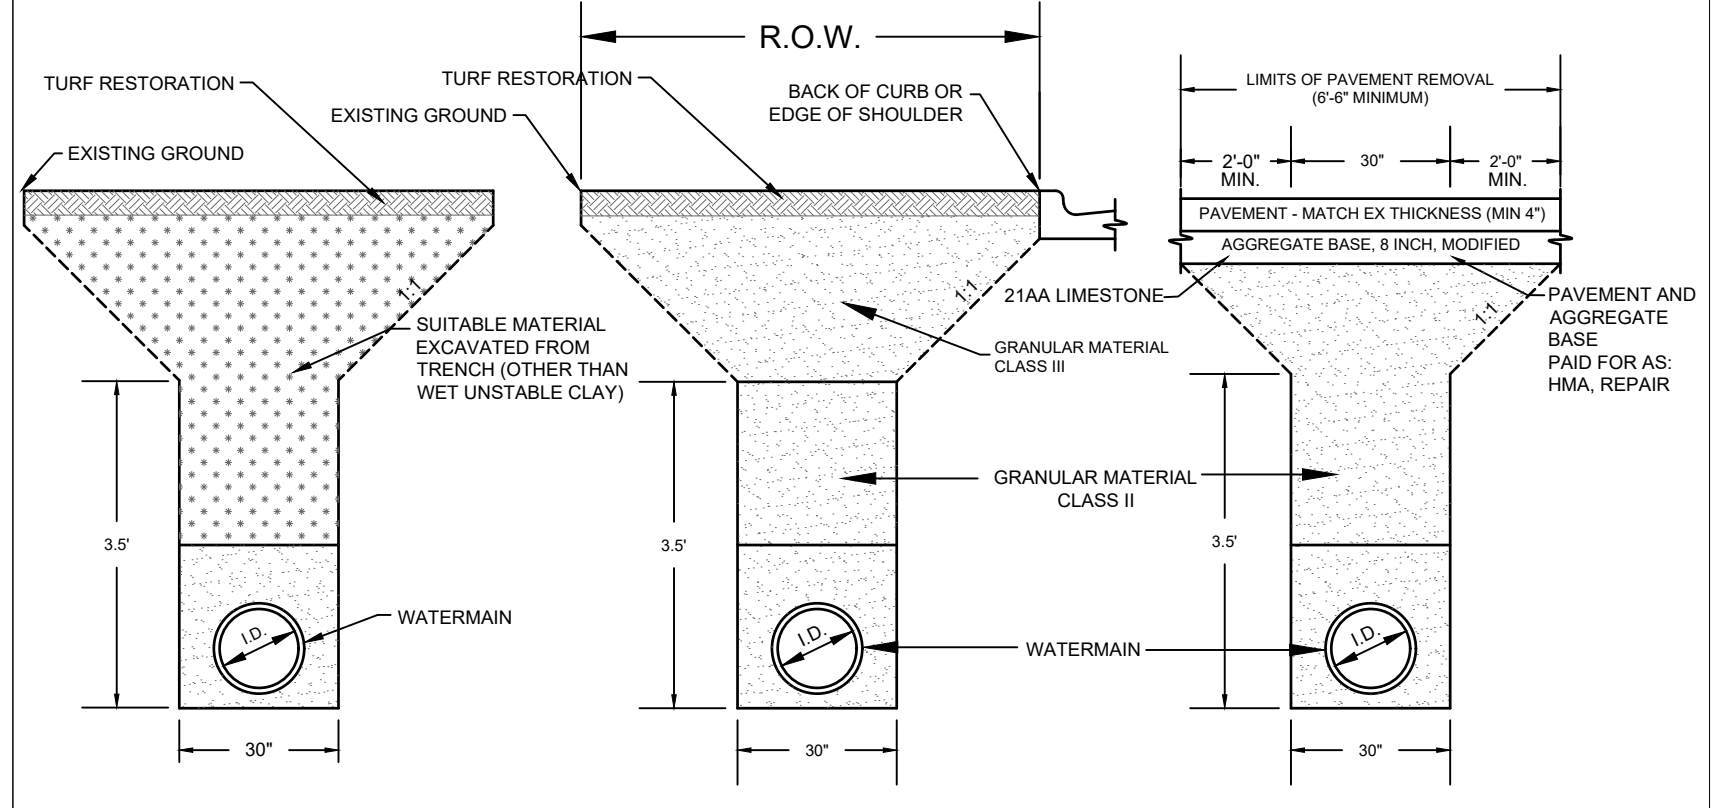 TURF RESTORATION
EXISTING GROUND
1:1
SUITABLE MATERIAL
EXCAVATED FROM
TRENCH (OTHER THAN
WET UNSTABLE CLAY)
3.5'
I.D.
WATERMAIN
30"
R.O.W.
TURF RESTORATION
EXISTING GROUND
BACK OF CURB OR
EDGE OF SHOULDER
1:1
GRANULAR MATERIAL
CLASS III
GRANULAR MATERIAL
CLASS II
3.5'
I.D.
WATERMAIN
30"
LIMITS OF PAVEMENT REMOVAL
(6'-6" MINIMUM)
2'-0"
MIN.
30"
2'-0"
MIN.
PAVEMENT - MATCH EX THICKNESS (MIN 4")
AGGREGATE BASE, 8 INCH, MODIFIED
21AA LIMESTONE
1:1
PAVEMENT AND
AGGREGATE
BASE
PAID FOR AS:
HMA, REPAIR
3.5'
I.D.
30"